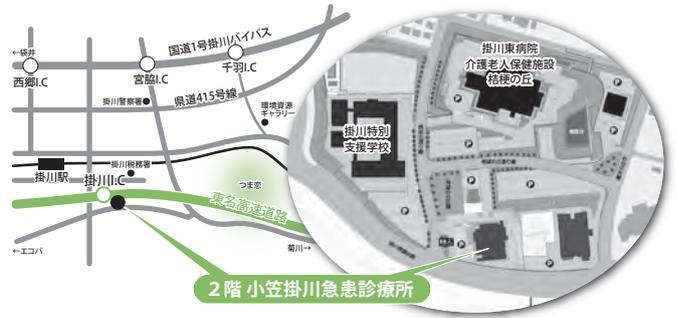 国道1号掛川バイパス
←袋井
西郷I.C
宮脇I.C
千羽I.C
掛川警察署
県道415号線
環境資源
ギャラリー
掛川税務署
掛川駅
掛川I.C
つま恋
東名高速道路
菊川→
←エコパ
掛川東病院
介護老人保健施設
桔梗の丘
掛川特別
支援学校
P
P
P
P
P
P
P
P
２階 小笠掛川急患診療所